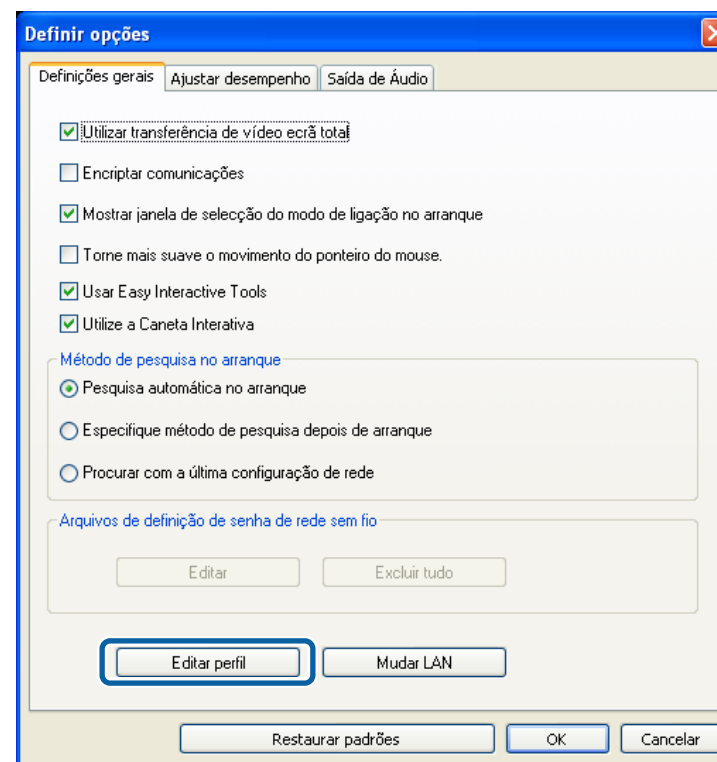 Definir opções
Definições gerais Ajustar desempenho Saída de Áudio
Utilizar transferência de vídeo ecrã total
Encriptar comunicações
Mostrar janela de selecção do modo de ligação no arranque
Torne mais suave o movimento do ponteiro do mouse.
Usar Easy Interactive Tools
Utilize a Caneta Interativa
Método de pesquisa no arranque
Pesquisa automática no arranque
Especifique método de pesquisa depois de arranque
Procurar com a última configuração de rede
Arquivos de definição de senha de rede sem fio
Editar Excluir tudo
Editar perfil Mudar LAN
Restaurar padrões OK Cancelar